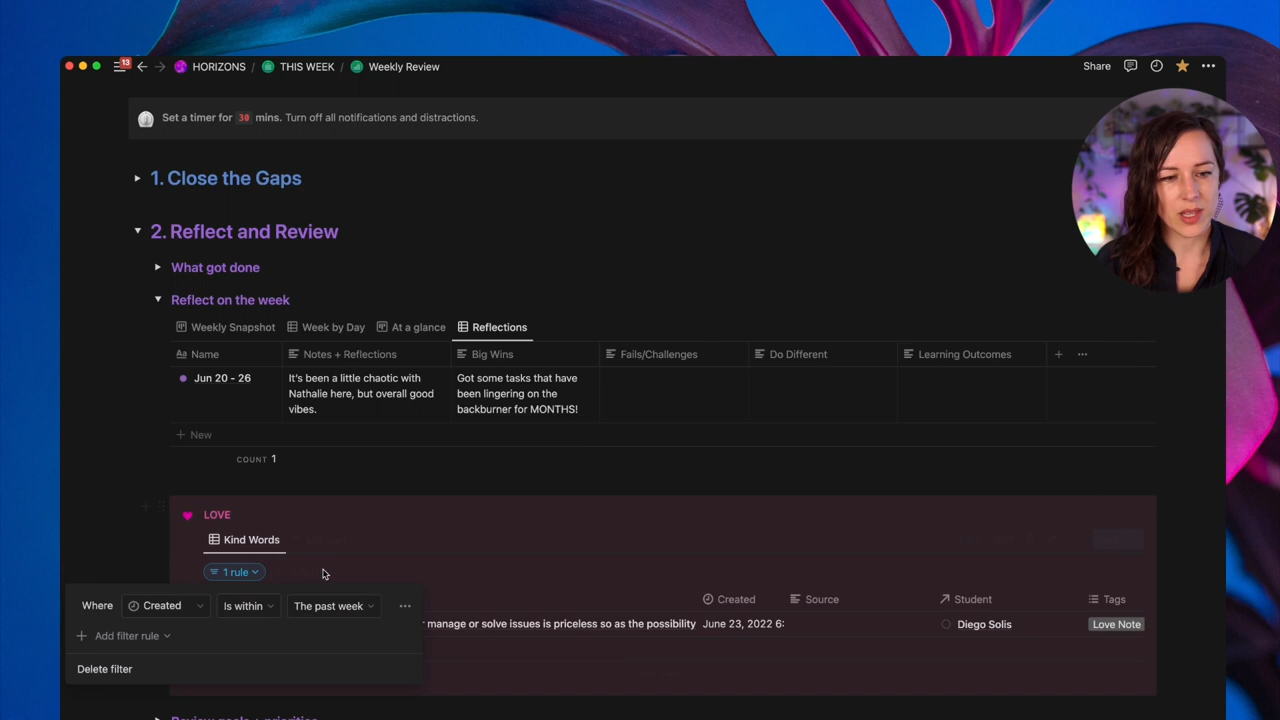 13
HORIZONS / THIS WEEK / Weekly Review
Share
Set a timer for 30 mins. Turn off all notifications and distractions.
1. Close the Gaps
2. Reflect and Review
What got done
Reflect on the week
Weekly Snapshot Week by Day At a glance Reflections
Aa Name Notes + Reflections Big Wins Fails/Challenges Do Different Learning Outcomes
Jun 20 - 26
It's been a little chaotic with
Nathalie here, but overall good
vibes.
Got some tasks that have
been lingering on the
backburner for MONTHS!
New
COUNT 1
LOVE
Kind Words
1 rule
Where Created Is within The past week
Add filter rule
Delete filter
Created Source Student Tags
manage or solve issues is priceless so as the possibility June 23, 2022 6: Diego Solis Love Note